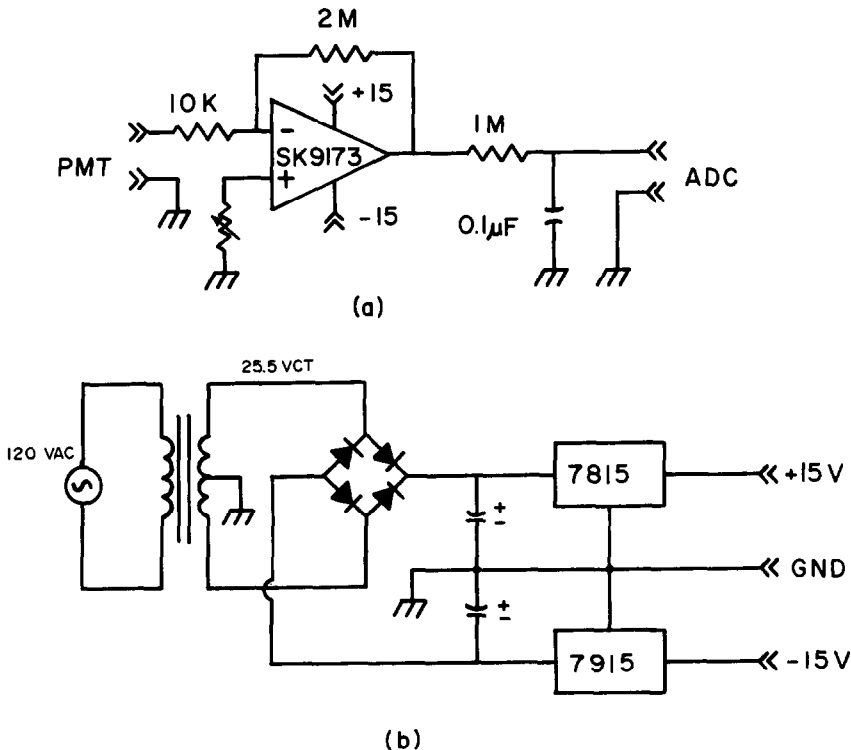 2M
+15
10K
1M
-
SK9173
+
PMT
ADC
-15
0.1µF
(a)
25.5 VCT
120 VAC
7815
+15V
+
-
GND
+
-
7915
-15V
(b)